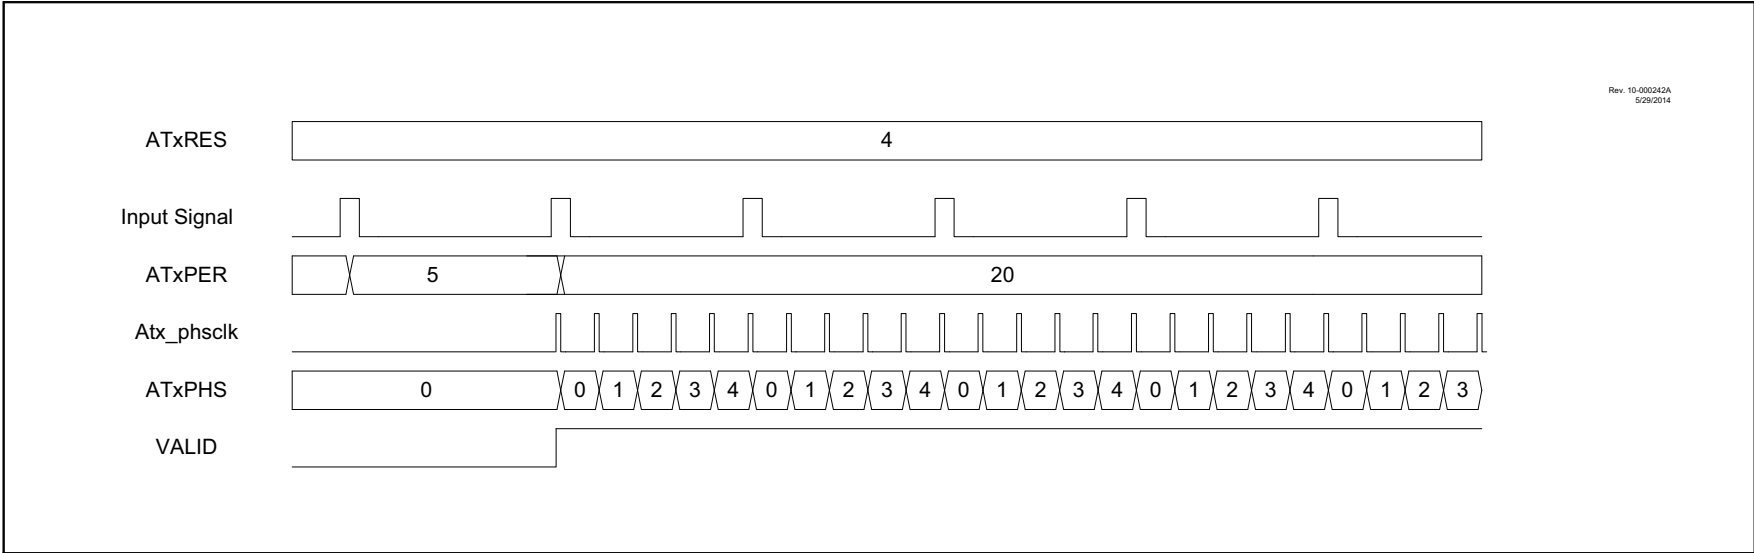 Rev. 10-000242A
5/29/2014
ATxRES 4
Input Signal
ATxPER 5 20
Atx_phsclk
ATxPHS 0 0 1 2 3 4 0 1 2 3 4 0 1 2 3 4 0 1 2 3 4 0 1 2 3
VALID